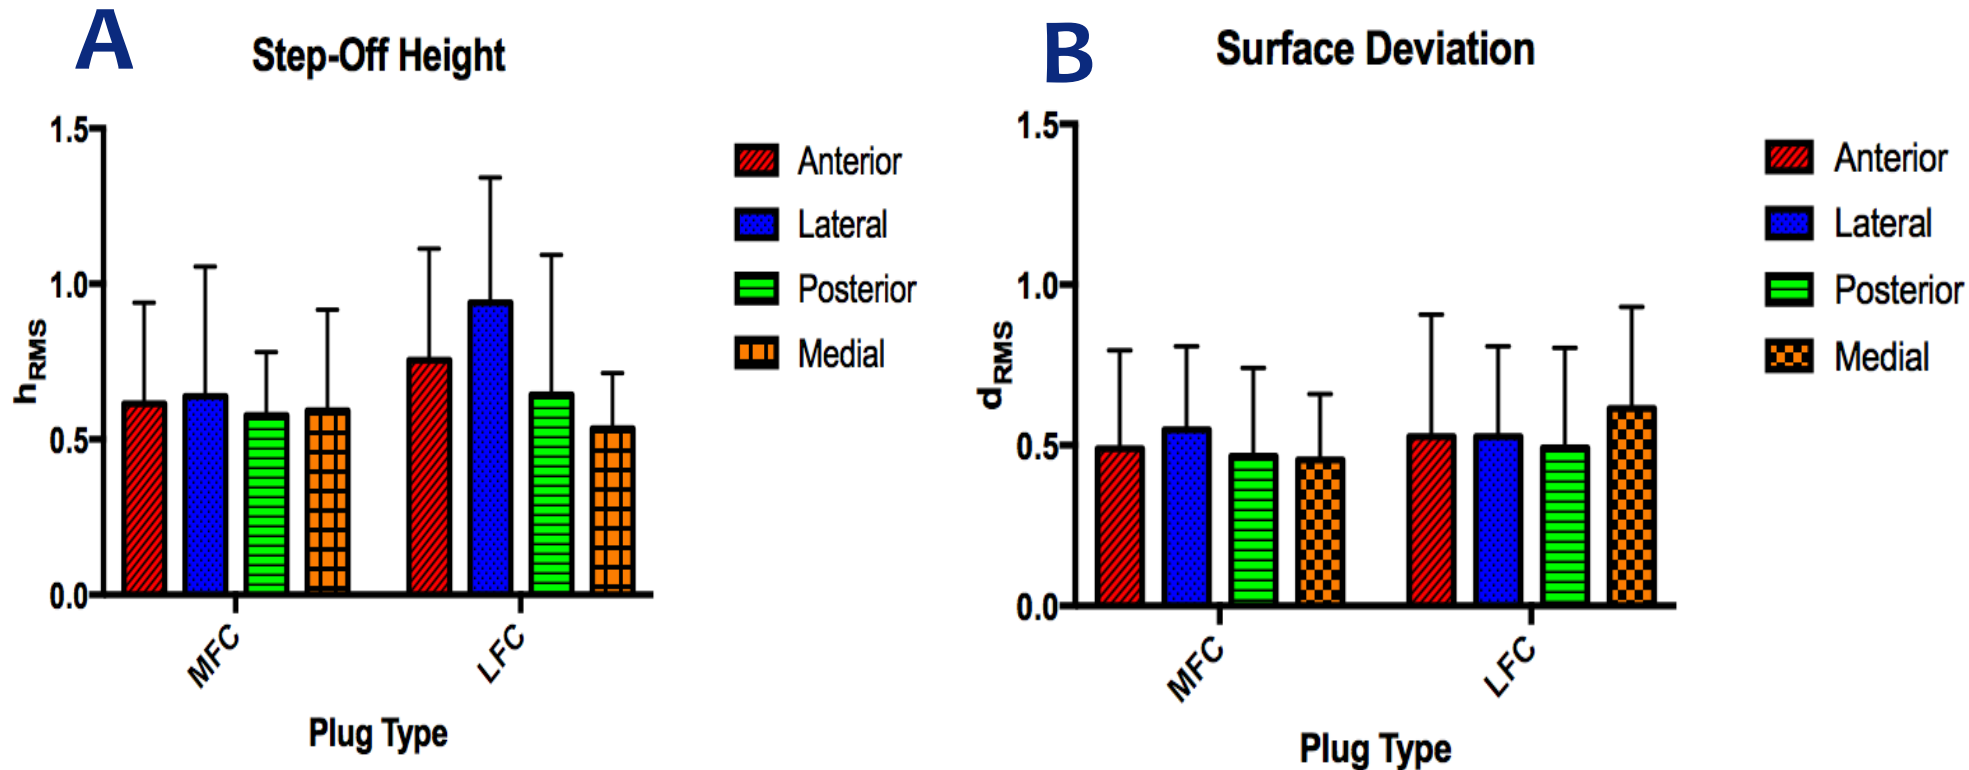 A
Step-Off Height
1.5
1.0
0.5
0.0
hRMS
MFC
LFC
Plug Type
Anterior
Lateral
Posterior
Medial
B
Surface Deviation
1.5
1.0
0.5
0.0
dRMS
MFC
LFC
Plug Type
Anterior
Lateral
Posterior
Medial